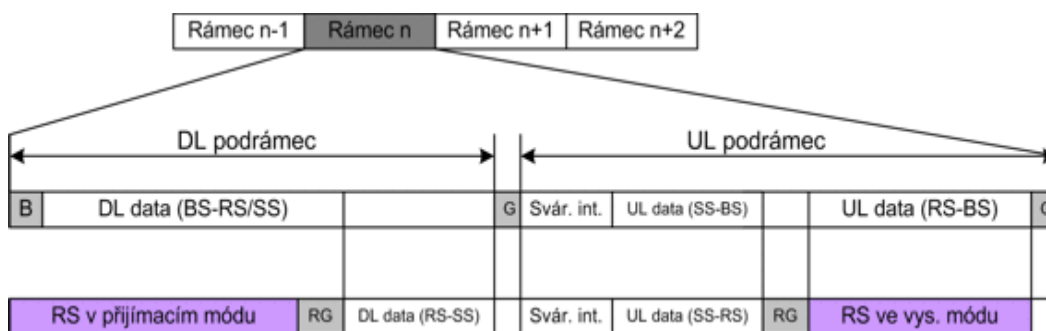 Rámec n-1 Rámec n Rámec n+1 Rámec n+2
DL podrámec UL podrámec
B DL data (BS-RS/SS) G Svár. int. UL data (SS-BS) UL data (RS-BS)
RS v přijímacím módu RG DL data (RS-SS) Svár. int. UL data (SS-RS) RG RS ve vys. módu